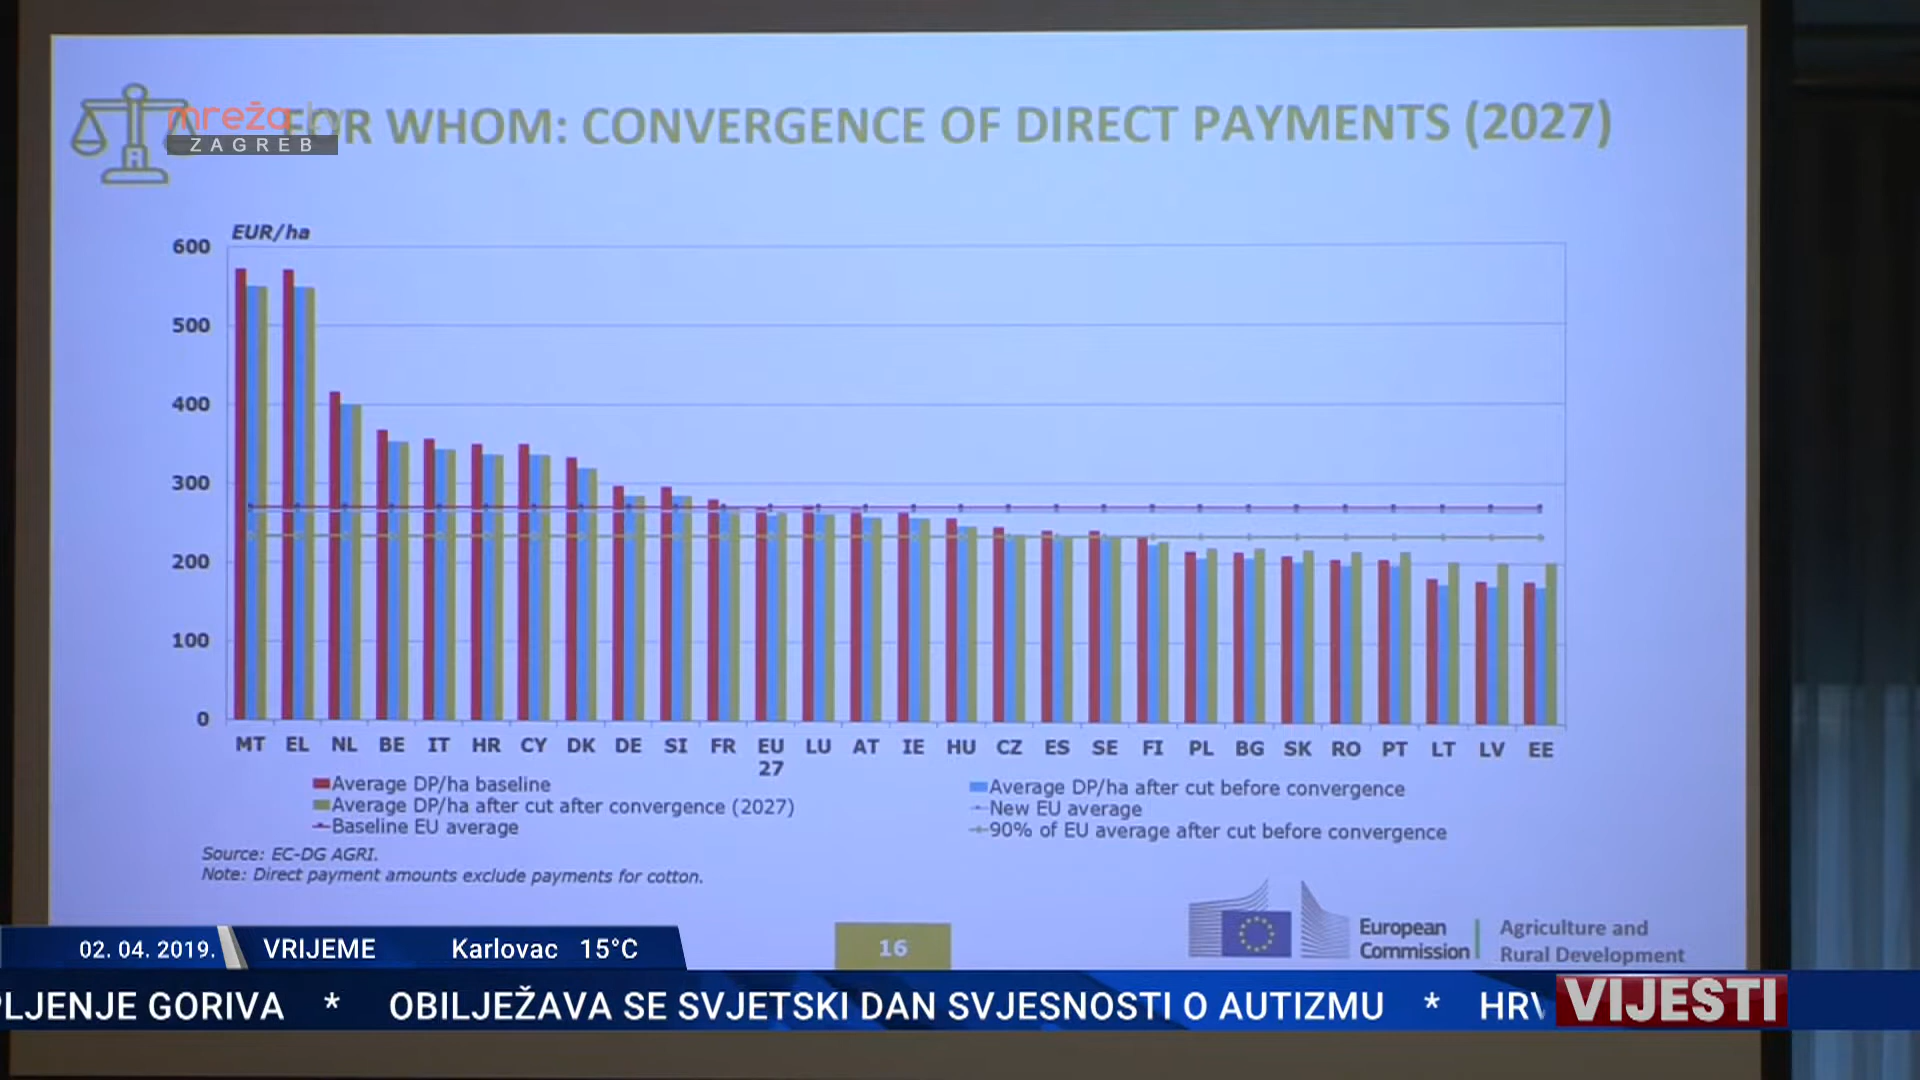 mreža tv
ZAGREB
FOR WHOM: CONVERGENCE OF DIRECT PAYMENTS (2027)
EUR/ha
600
500
400
300
200
100
0
MT EL NL BE IT HR CY DK DE SI FR EU 27 LU AT IE HU CZ ES SE FI PL BG SK RO PT LT LV EE
Average DP/ha baseline
Average DP/ha after cut before convergence
Average DP/ha after cut after convergence (2027)
New EU average
Baseline EU average
90% of EU average after cut before convergence
Source: EC-DG AGRI.
Note: Direct payment amounts exclude payments for cotton.
16
European
Commission
Agriculture and
Rural Development
02. 04. 2019. VRIJEME Karlovac 15°C
PLJENJE GORIVA * OBILJEŽAVA SE SVJETSKI DAN SVJESNOSTI O AUTIZMU * HRV
VIJESTI